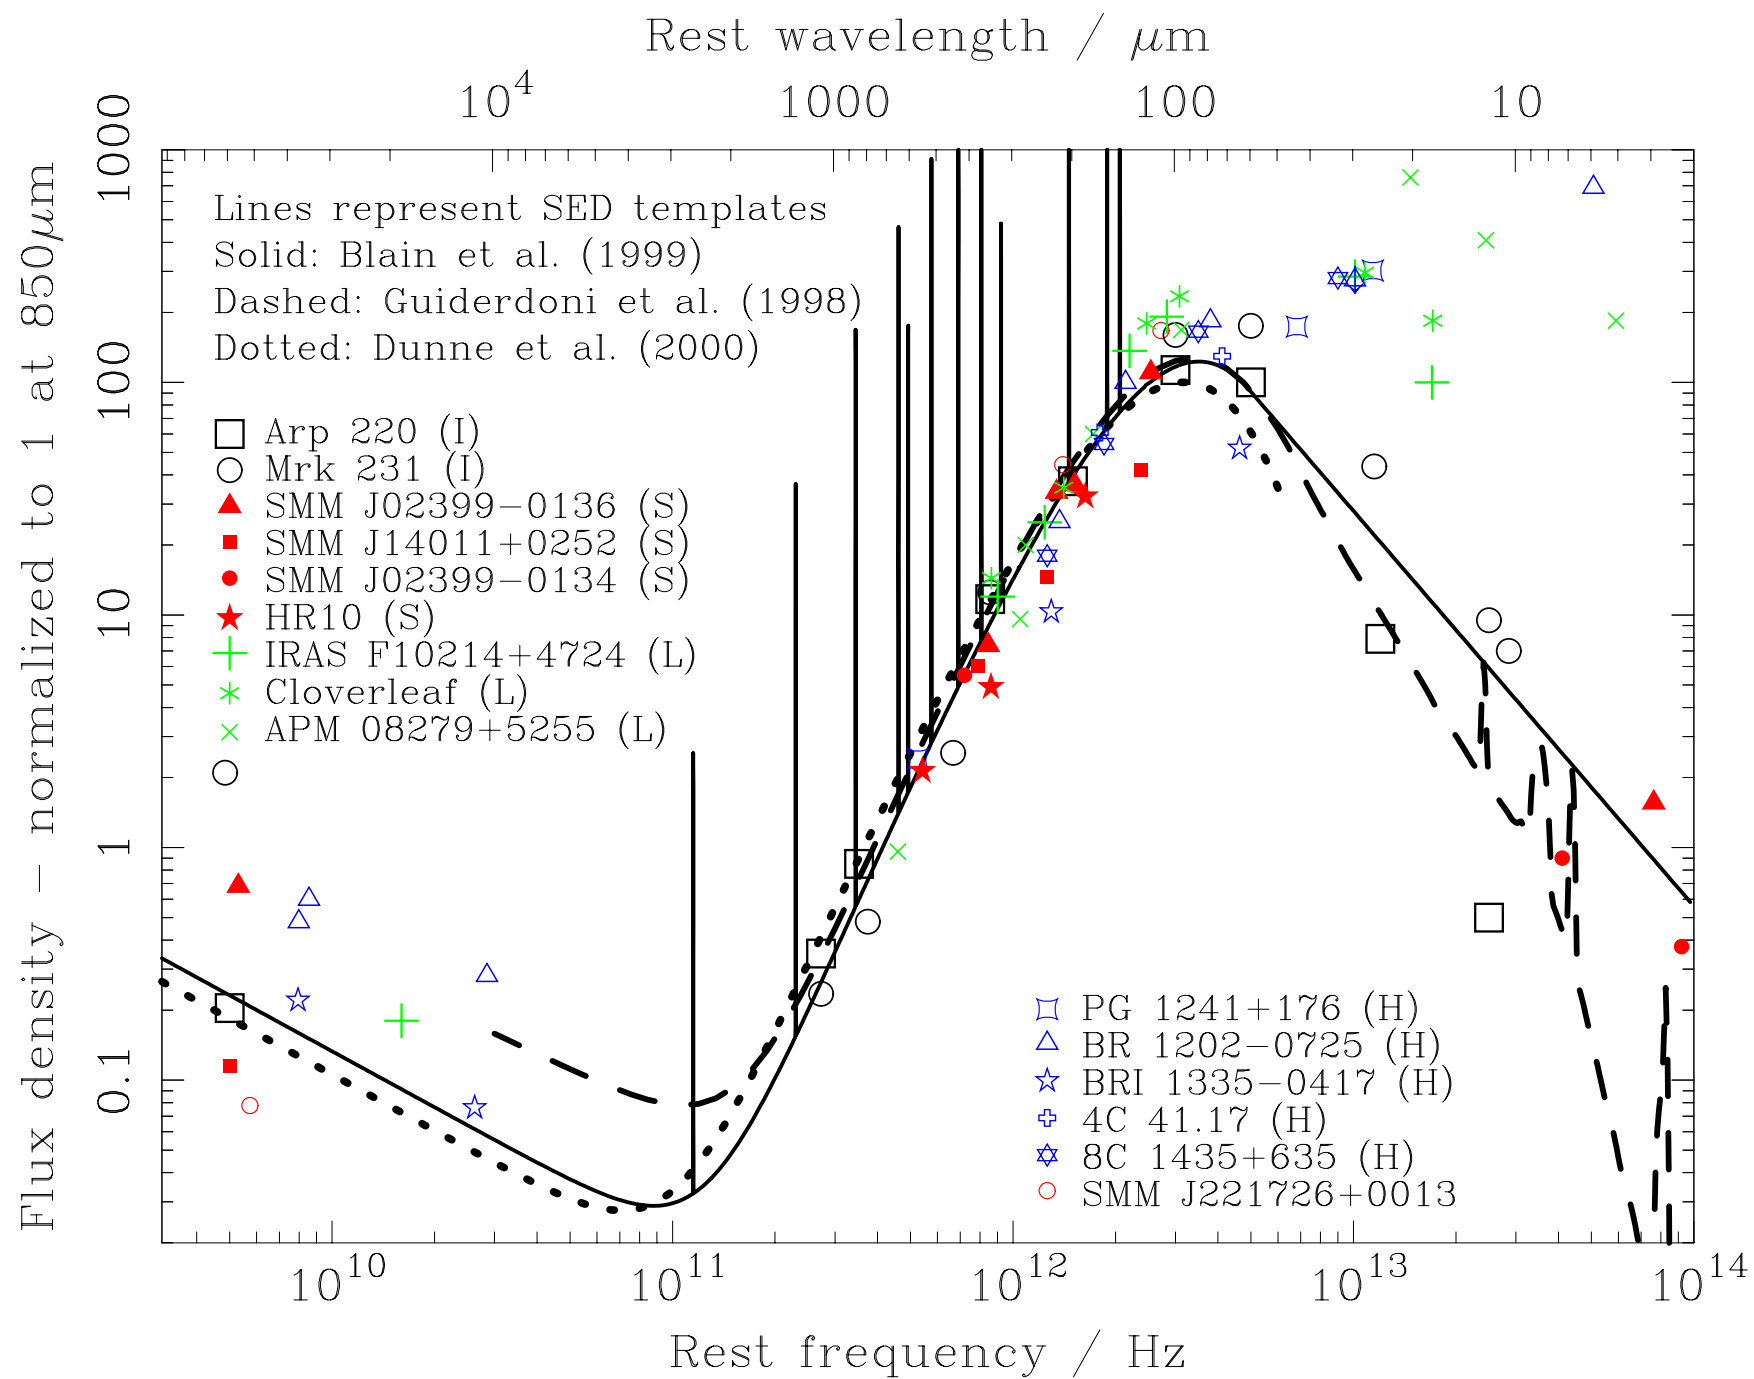 Rest wavelength / μm
10^4 1000 100 10
Flux density – normalized to 1 at 850μm
1000
100
10
1
0.1
Lines represent SED templates
Solid: Blain et al. (1999)
Dashed: Guiderdoni et al. (1998)
Dotted: Dunne et al. (2000)
Arp 220 (I)
Mrk 231 (I)
SMM J02399–0136 (S)
SMM J14011+0252 (S)
SMM J02399–0134 (S)
HR10 (S)
IRAS F10214+4724 (L)
Cloverleaf (L)
APM 08279+5255 (L)
PG 1241+176 (H)
BR 1202–0725 (H)
BRI 1335–0417 (H)
4C 41.17 (H)
8C 1435+635 (H)
SMM J221726+0013
10^10 10^11 10^12 10^13 10^14
Rest frequency / Hz